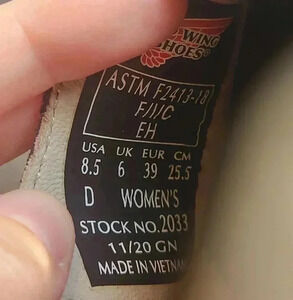 WING
SHOES®
ASTM F2413-18
F/I/C
EH
USA UK EUR CM
8.5 6 39 25.5
D WOMEN'S
STOCK NO.2033
11/20 GN
MADE IN VIETNAM